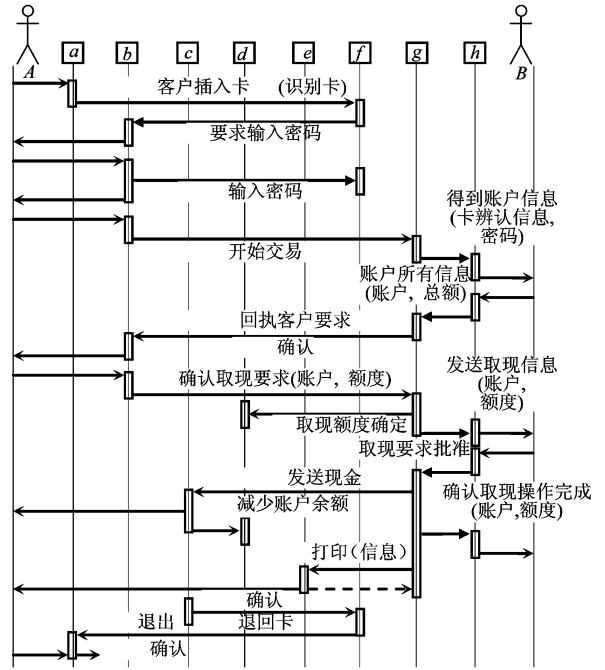 a b c d e f g h
A B
客户插入卡 (识别卡)
要求输入密码
输入密码
得到账户信息
(卡辨认信息,
密码)
开始交易
账户所有信息
(账户, 总额)
回执客户要求
确认
发送取现信息
(账户,
额度)
确认取现要求(账户, 额度)
取现额度确定
取现要求批准
发送现金
减少账户余额
确认取现操作完成
(账户,额度)
打印(信息)
确认
退出 退回卡
确认